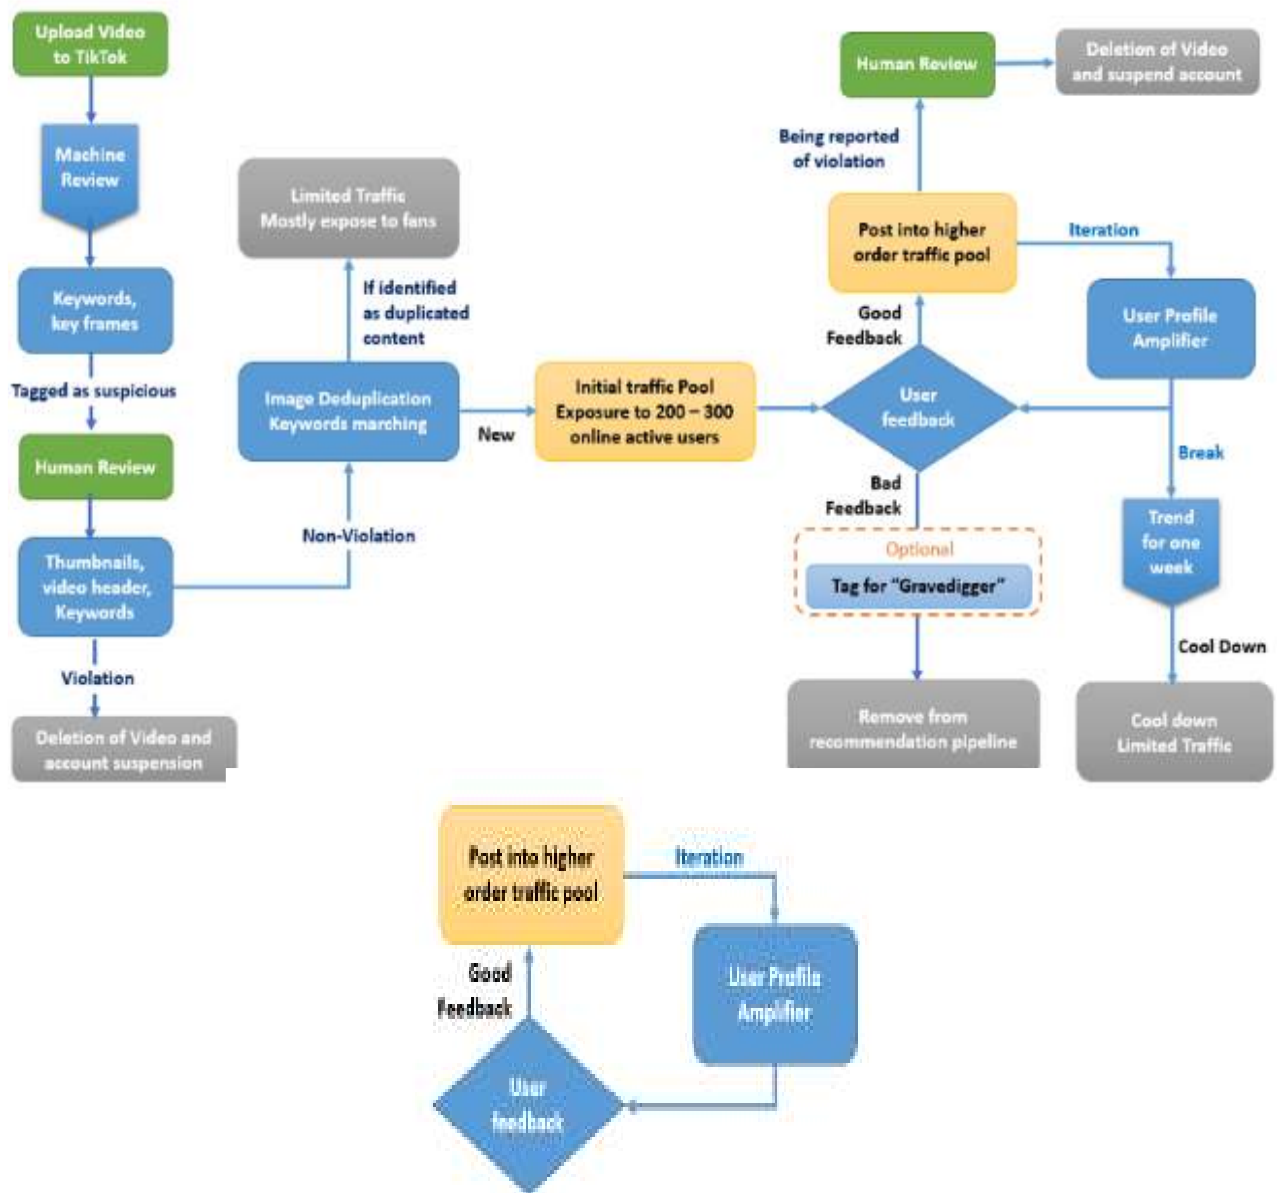 Upload Video
to TikTok
Machine
Review
Keywords,
key frames
Tagged as suspicious
Human Review
Thumbnails,
video header,
Keywords
Violation
Deletion of Video and
account suspension
Non-Violation
Image Deduplication
Keywords marching
If identified
as duplicated
content
Limited Traffic
Mostly expose to fans
New
Initial traffic Pool
Exposure to 200 – 300
online active users
User
feedback
Good
Feedback
Post into higher
order traffic pool
Being reported
of violation
Human Review
Deletion of Video
and suspend account
Iteration
User Profile
Amplifier
Break
Trend
for one
week
Cool Down
Cool down
Limited Traffic
Bad
Feedback
Optional
Tag for "Gravedigger"
Remove from
recommendation pipeline
Post into higher
order traffic pool
Iteration
User Profile
Amplifier
Good
Feedback
User
feedback